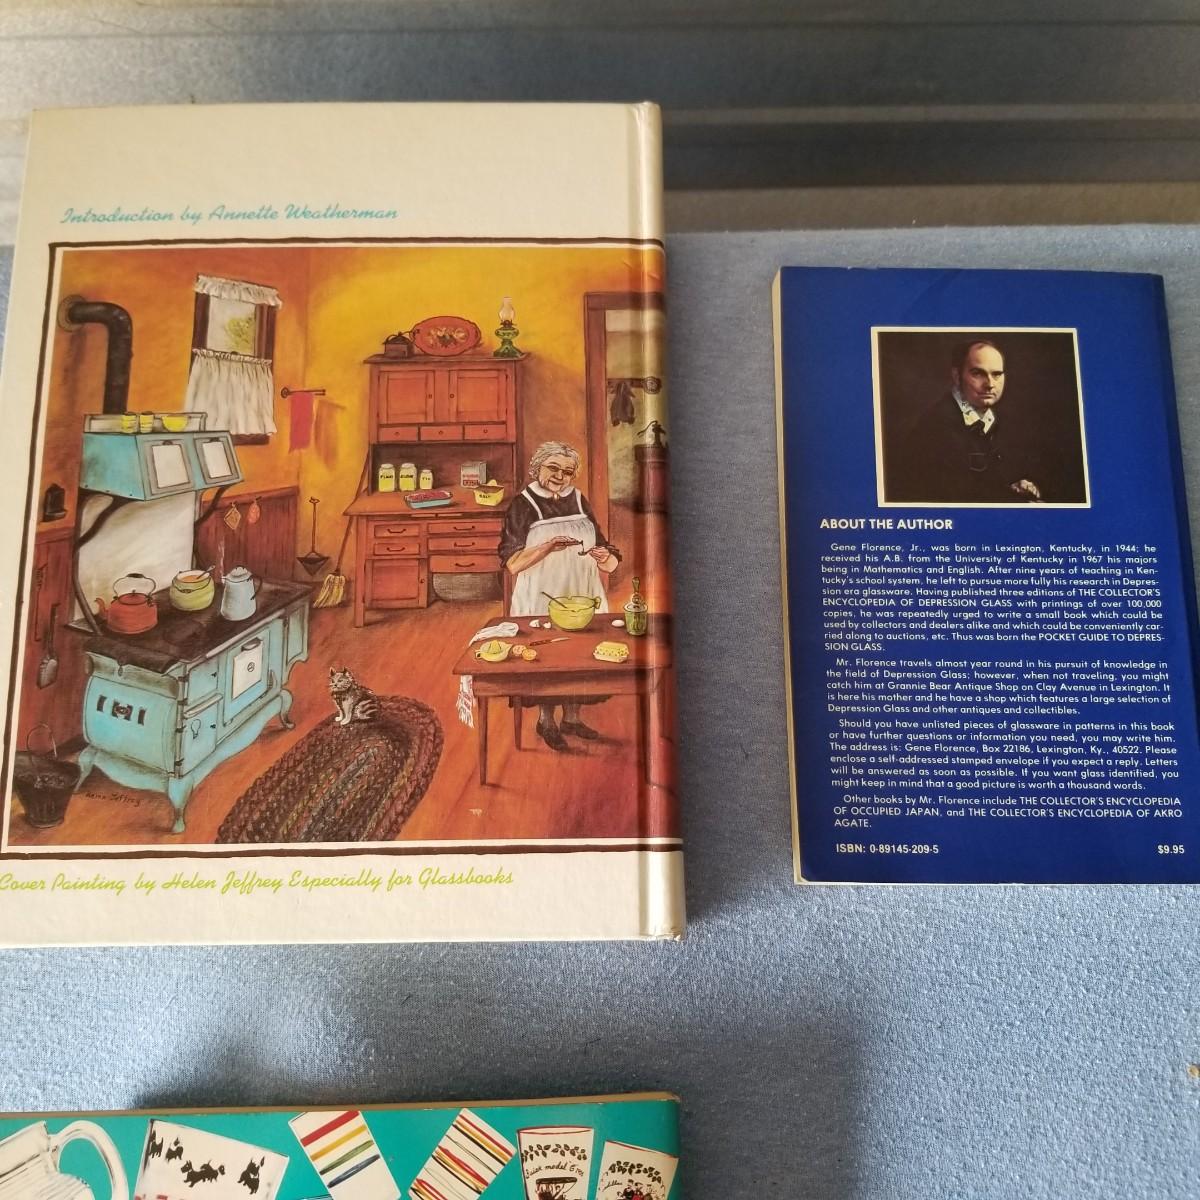 Introduction by Annette Weatherman
Helen Jeffrey
Cover Painting by Helen Jeffrey Especially for Glassbooks
ABOUT THE AUTHOR
Gene Florence, Jr., was born in Lexington, Kentucky, in 1944; he
received his A.B. from the University of Kentucky in 1967 his majors
being in Mathematics and English. After nine years of teaching in Ken-
tucky's school system, he left to pursue more fully his research in Depres-
sion era glassware. Having published three editions of THE COLLECTOR'S
ENCYCLOPEDIA OF DEPRESSION GLASS with printings of over 100,000
copies, he was repeatedly urged to write a small book which could be
used by collectors and dealers alike and which could be conveniently car-
ried along to auctions, etc. Thus was born the POCKET GUIDE TO DEPRES-
SION GLASS.
Mr. Florence travels almost year round in his pursuit of knowledge in
the field of Depression Glass; however, when not traveling, you might
catch him at Grannie Bear Antique Shop on Clay Avenue in Lexington. It
is here his mother and he have a shop which features a large selection of
Depression Glass and other antiques and collectibles.
Should you have unlisted pieces of glassware in patterns in this book
or have further questions or information you need, you may write him.
The address is: Gene Florence, Box 22186, Lexington, Ky., 40522. Please
enclose a self-addressed stamped envelope if you expect a reply. Letters
will be answered as soon as possible. If you want glass identified, you
might keep in mind that a good picture is worth a thousand words.
Other books by Mr. Florence include THE COLLECTOR'S ENCYCLOPEDIA
OF OCCUPIED JAPAN, and THE COLLECTOR'S ENCYCLOPEDIA OF AKRO
AGATE.
ISBN: 0-89145-209-5
$9.95
Buick model